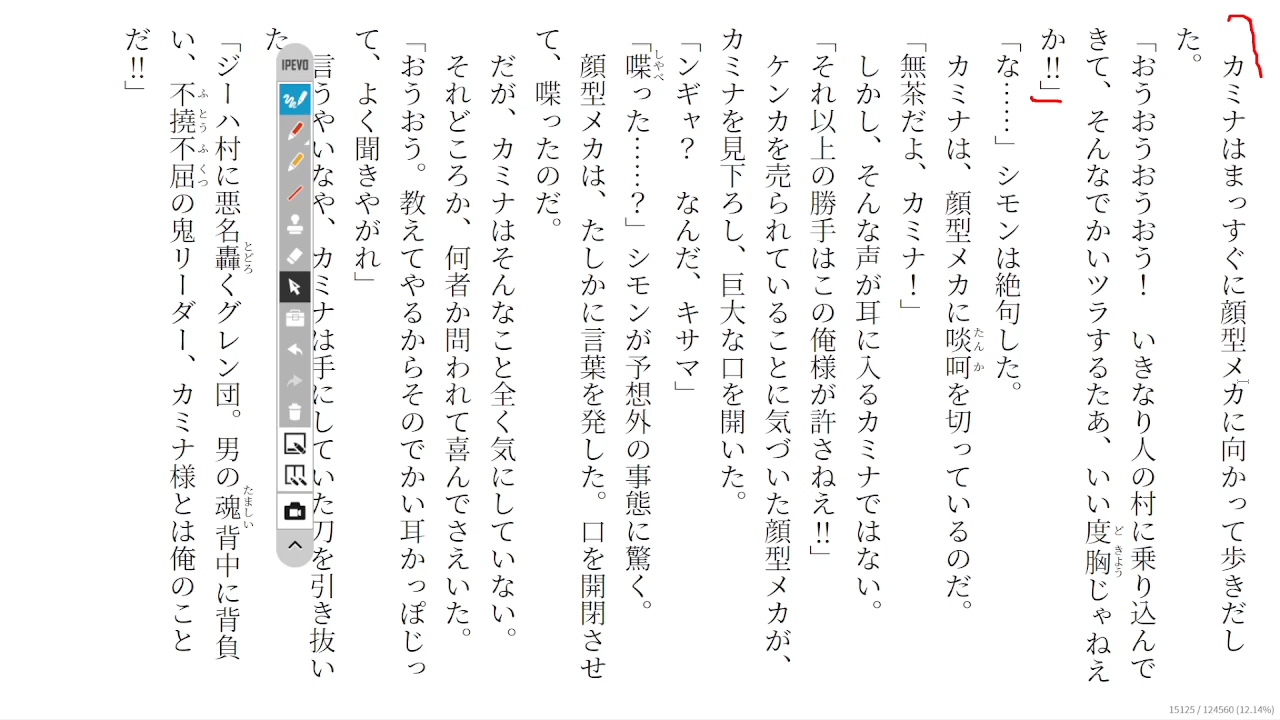 カミナはまっすぐに顔型メカに向かって歩きだし
た。
「おうおうおうおう！　いきなり人の村に乗り込んで
きて、そんなでかいツラするたあ、いい度胸じゃねえ
か!!」
「な……」シモンは絶句した。
カミナは、顔型メカに啖呵を切っているのだ。
「無茶だよ、カミナ！」
しかし、そんな声が耳に入るカミナではない。
「それ以上の勝手はこの俺様が許さねえ!!」
ケンカを売られていることに気づいた顔型メカが、
カミナを見下ろし、巨大な口を開いた。
「ンギャ？　なんだ、キサマ」
「喋った……？」シモンが予想外の事態に驚く。
顔型メカは、たしかに言葉を発した。口を開閉させ
て、喋ったのだ。
だが、カミナはそんなこと全く気にしていない。
それどころか、何者か問われて喜んでさえいた。
「おうおう。教えてやるからそのでかい耳かっぽじっ
て、よく聞きやがれ」
言うやいなや、カミナは手にしていた刀を引き抜い
た
「ジーハ村に悪名轟くグレン団。男の魂背中に背負
い、不撓不屈の鬼リーダー、カミナ様とは俺のこと
だ!!」
IPEVO
15125 / 124560 (12.14%)